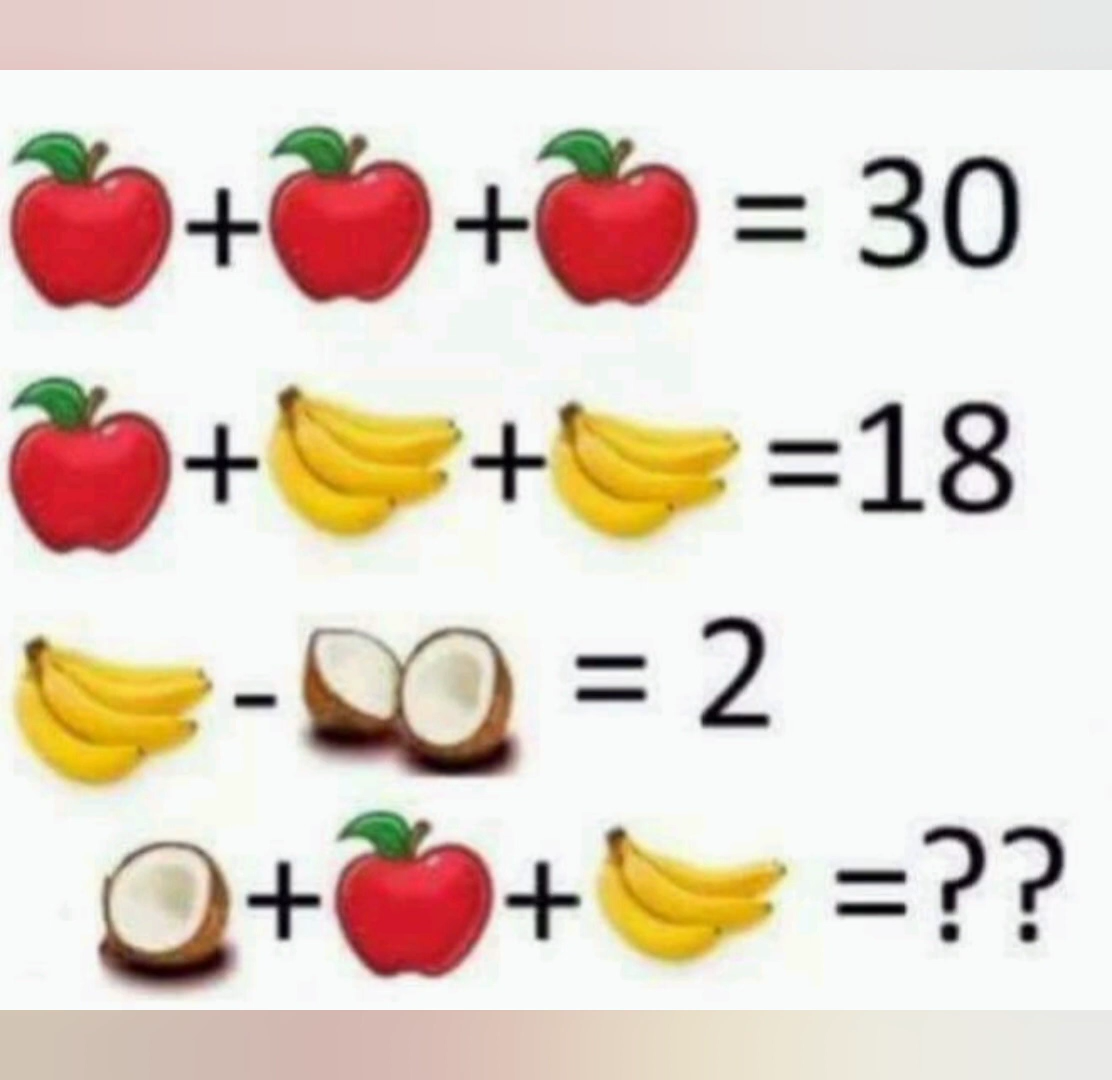 + + = 30
+ + =18
- = 2
+ + =??